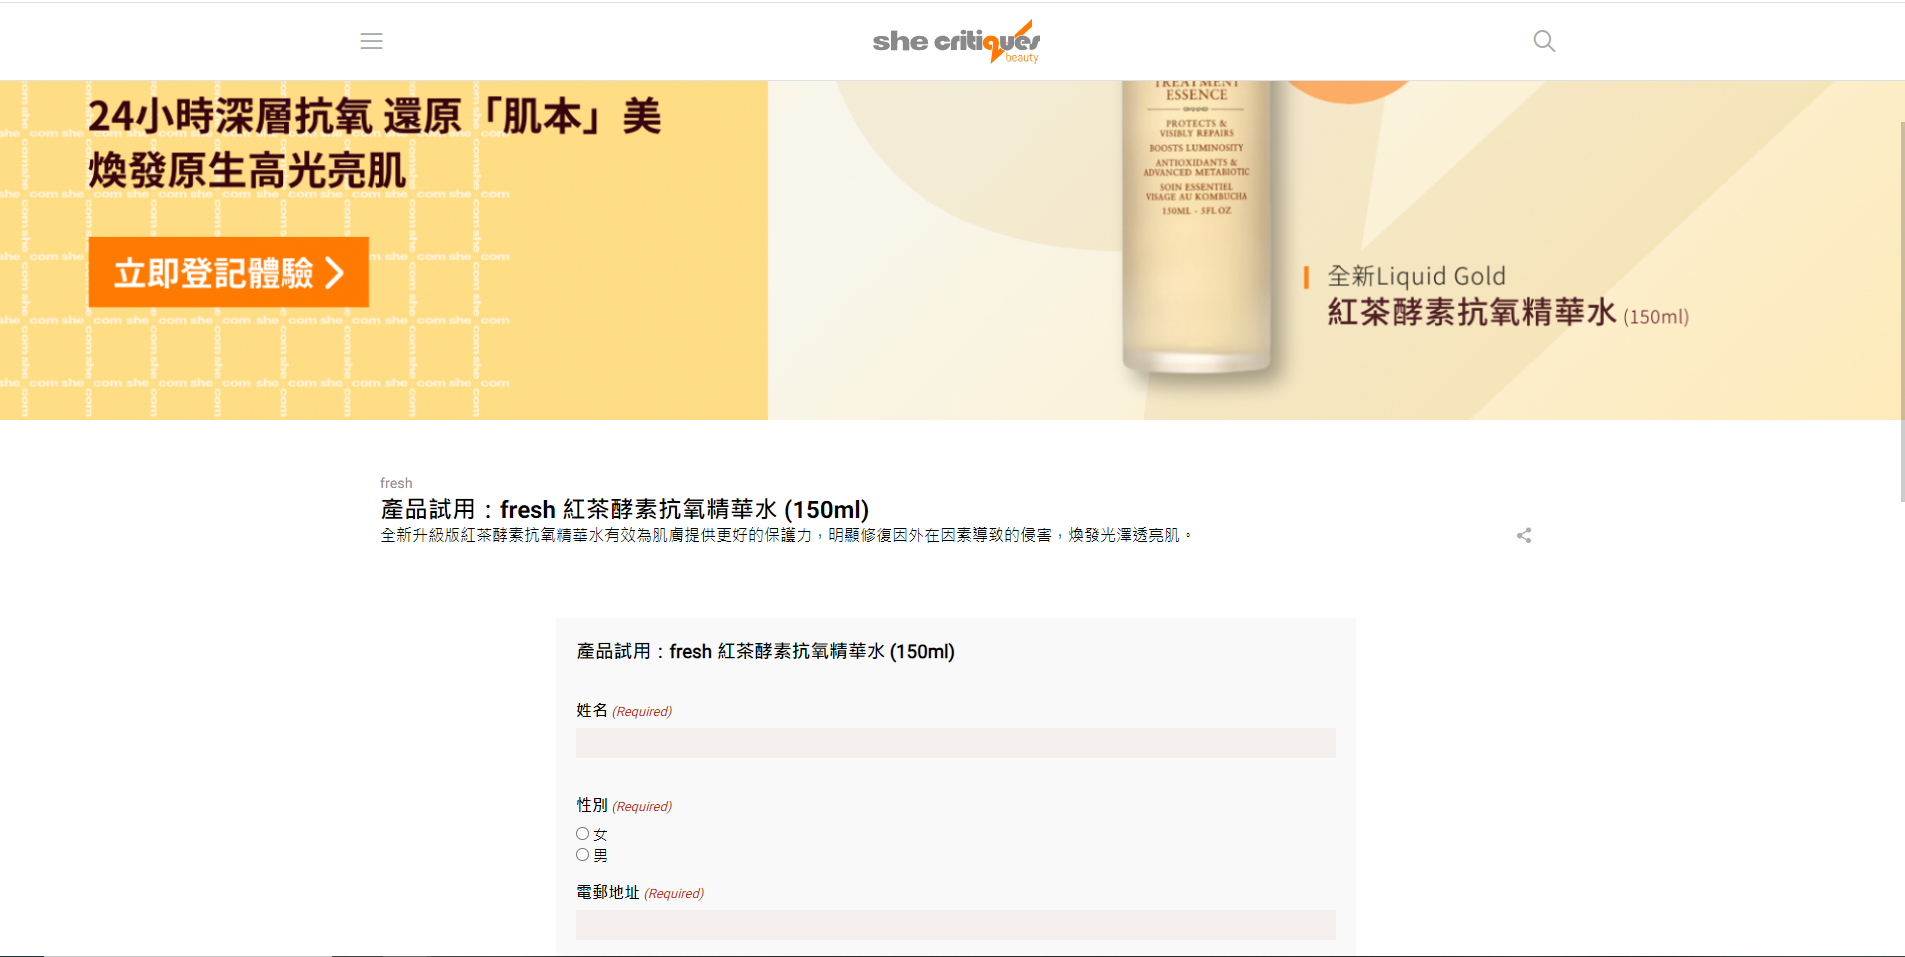 she critiques
beauty
24小時深層抗氧 還原「肌本」美
煥發原生高光亮肌
立即登記體驗
TREATMENT
ESSENCE
PROTECTS &
VISIBLY REPAIRS
BOOSTS LUMINOSITY
ANTIOXIDANTS &
ADVANCED METABIOTIC
SOIN ESSENTIEL
VISAGE AU KOMBUCHA
150ML - 5FL OZ
全新Liquid Gold
紅茶酵素抗氧精華水 (150ml)
fresh
產品試用：fresh 紅茶酵素抗氧精華水 (150ml)
全新升級版紅茶酵素抗氧精華水有效為肌膚提供更好的保護力，明顯修復因外在因素導致的侵害，煥發光澤透亮肌。
產品試用：fresh 紅茶酵素抗氧精華水 (150ml)
姓名 (Required)
性別 (Required)
女
男
電郵地址 (Required)